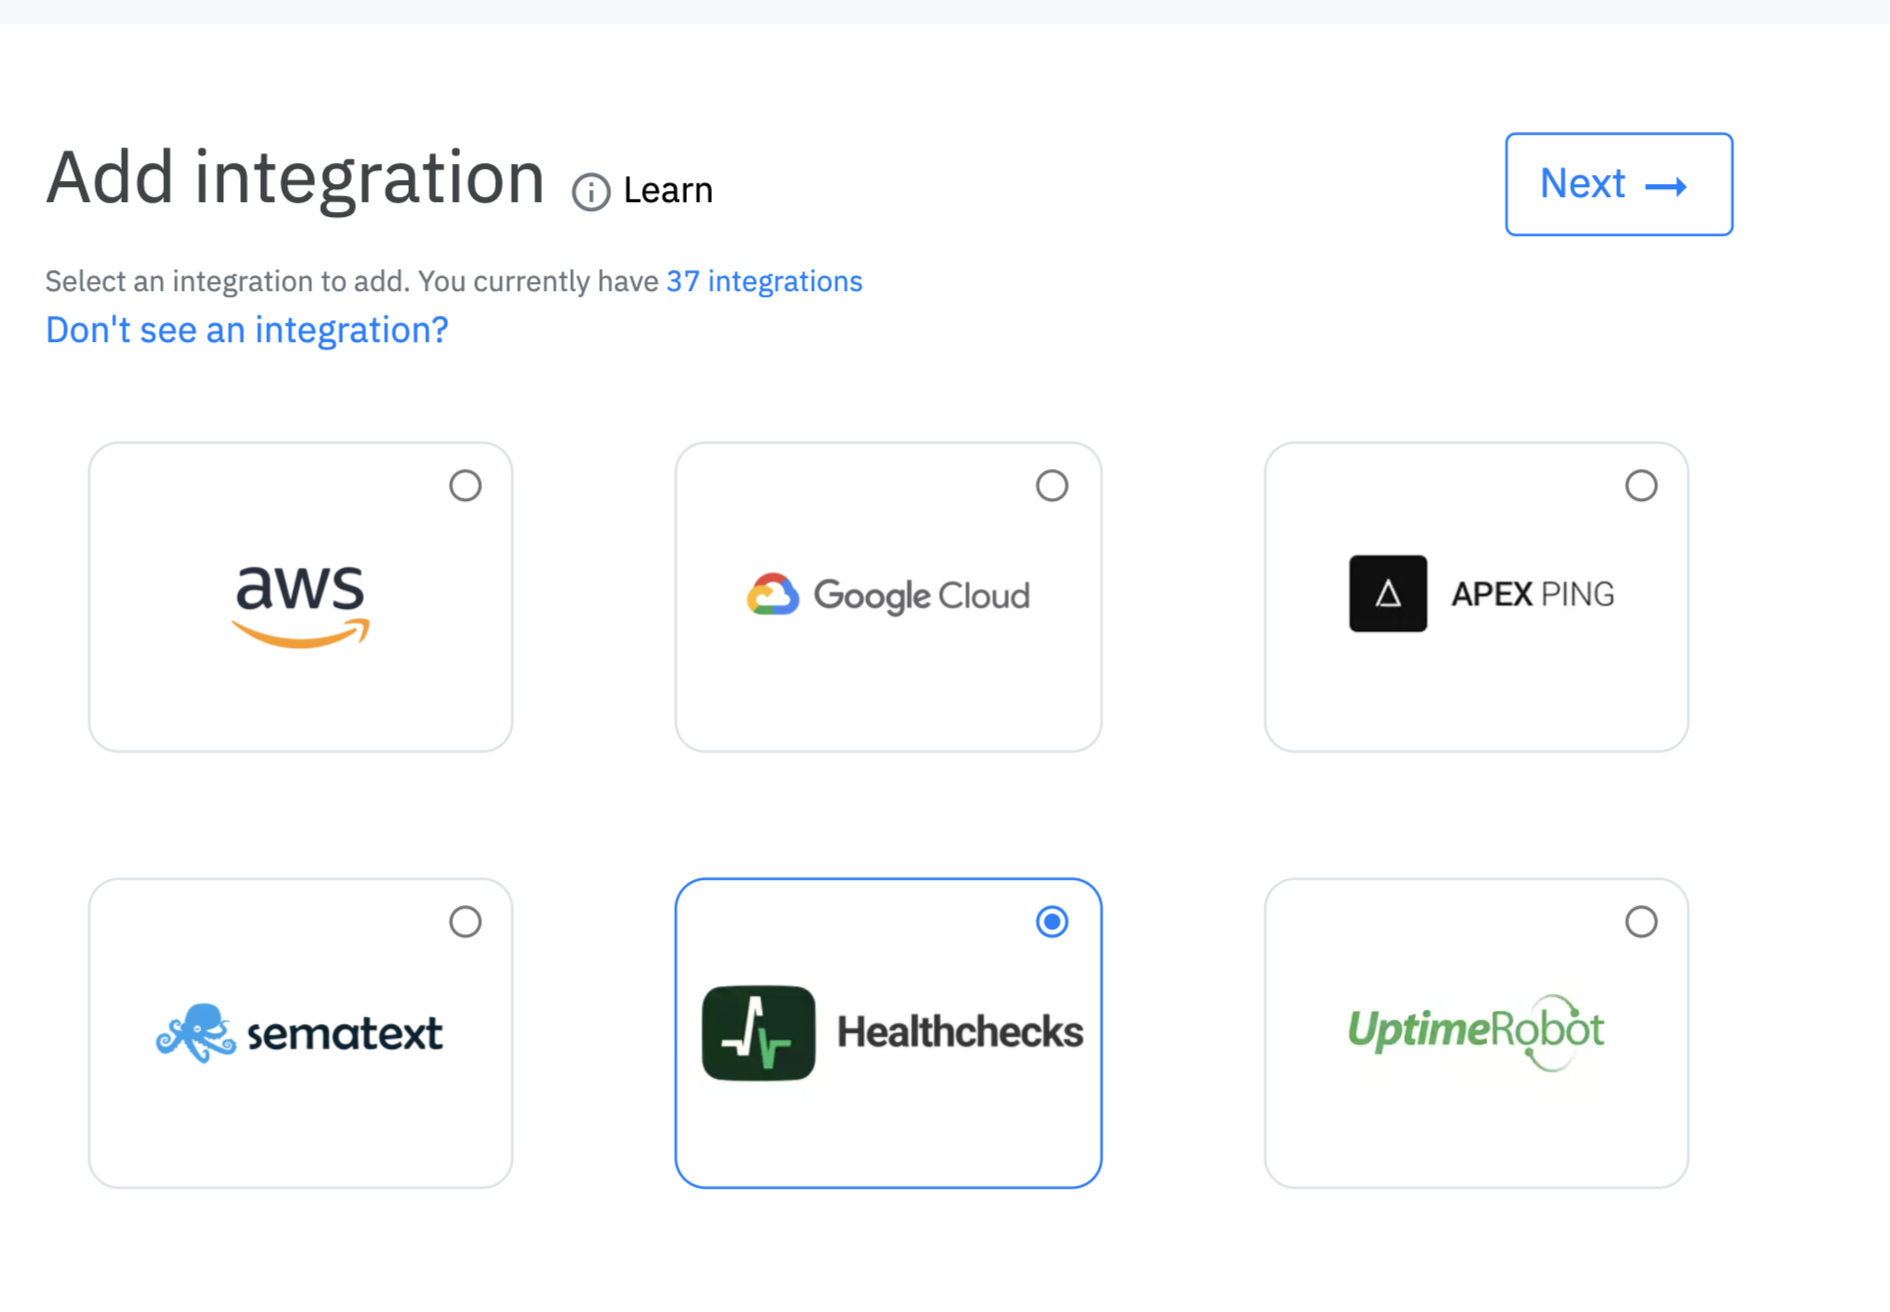 Add integration
Learn
Next →
Select an integration to add. You currently have 37 integrations
Don't see an integration?
aws
Google Cloud
APEX PING
sematext
Healthchecks
UptimeRobot